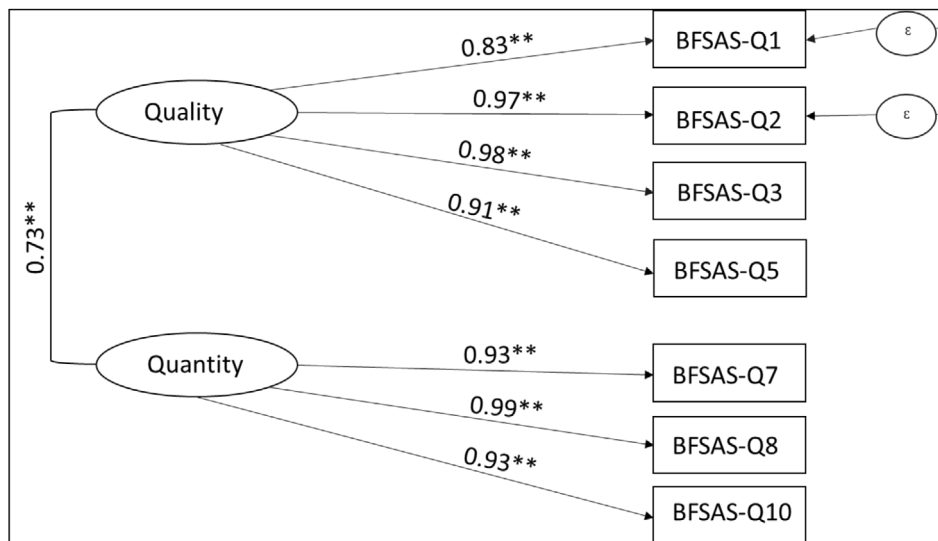 0.83**
BFSAS-Q1
ε
Quality
0.97**
BFSAS-Q2
ε
0.98**
BFSAS-Q3
0.91**
BFSAS-Q5
0.73**
Quantity
0.93**
BFSAS-Q7
0.99**
BFSAS-Q8
0.93**
BFSAS-Q10